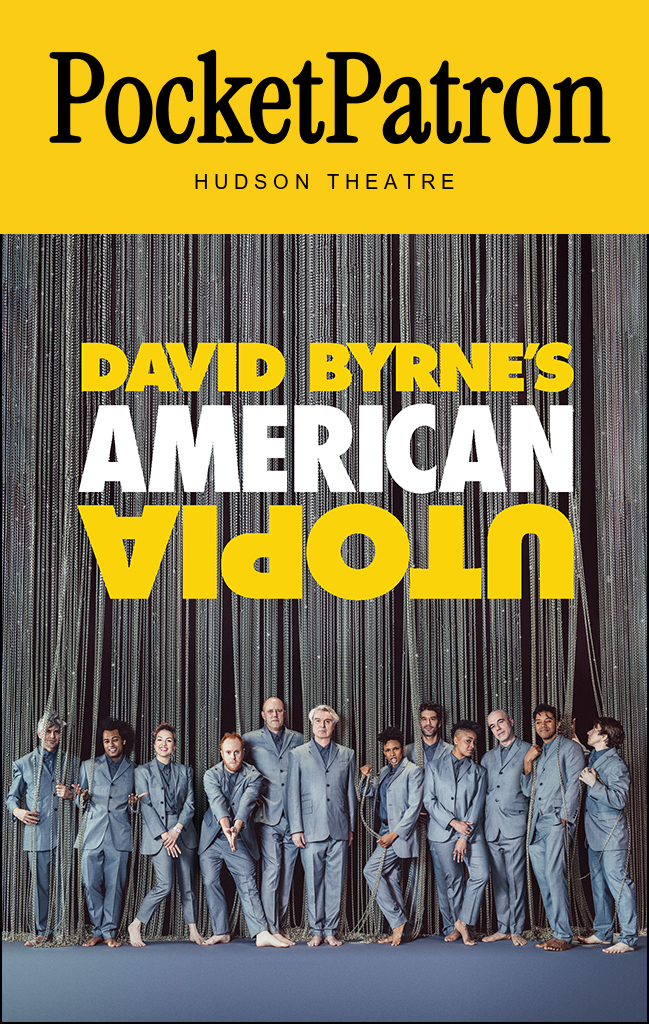 PocketPatron
HUDSON THEATRE
DAVID BYRNE'S
AMERICAN
UTOPIA